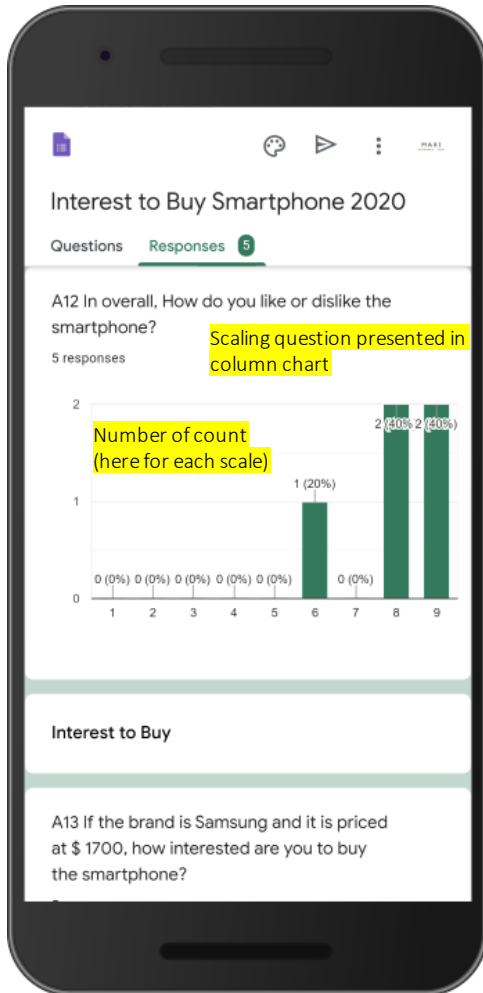 MARI
Interest to Buy Smartphone 2020
Questions Responses 5
A12 In overall, How do you like or dislike the
smartphone?
5 responses
Scaling question presented in
column chart
Number of count
(here for each scale)
2
1
0
0 (0%) 0 (0%) 0 (0%) 0 (0%) 0 (0%) 1 (20%) 0 (0%) 2 (40%) 2 (40%)
1 2 3 4 5 6 7 8 9
Interest to Buy
A13 If the brand is Samsung and it is priced
at $ 1700, how interested are you to buy
the smartphone?